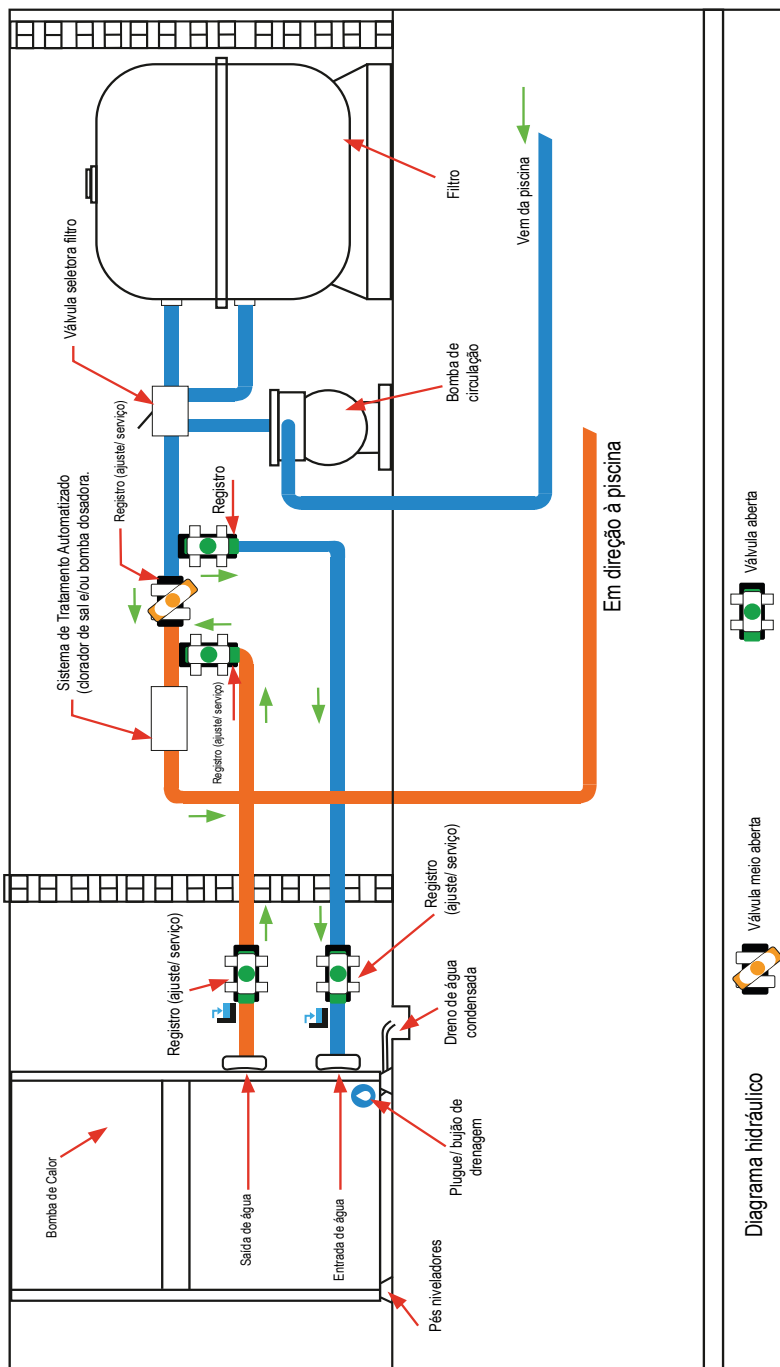 Bomba de Calor
Saída de água
Entrada de água
Pés niveladores
Plugue/ bujão de
drenagem
Dreno de água
condensada
Registro (ajuste/ serviço)
Registro
(ajuste/ serviço)
Sistema de Tratamento Automatizado
(clorador de sal e/ou bomba dosadora.
Registro (ajuste/ serviço)
Registro (ajuste/ serviço)
Registro
Válvula seletora filtro
Bomba de
circulação
Filtro
Vem da piscina
Em direção à piscina
Diagrama hidráulico
Válvula meio aberta
Válvula aberta